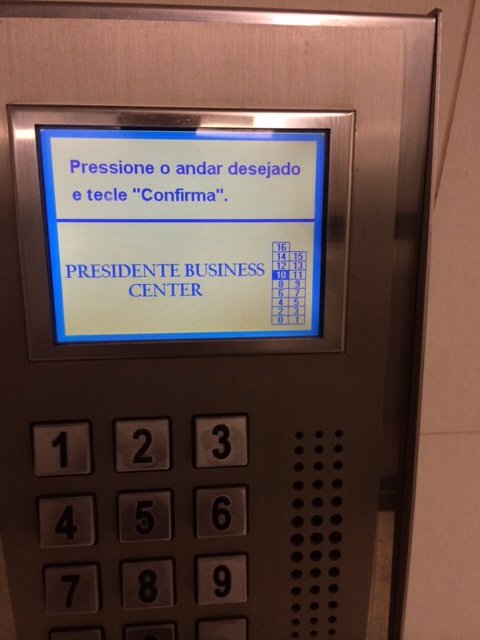 Pressione o andar desejado
e tecle "Confirma".
PRESIDENTE BUSINESS
CENTER
16
14 15
12 13
10 11
8 9
6 7
4 5
2 3
0 1
1 2 3
4 5 6
7 8 9